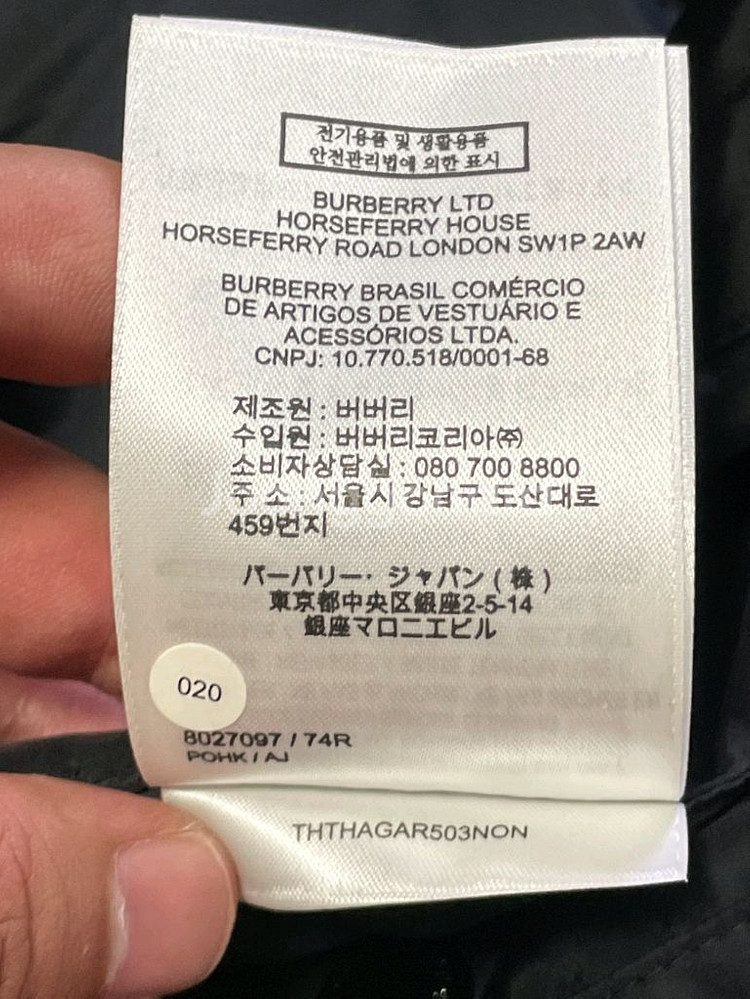 전기용품 및 생활용품
안전관리법에 의한 표시
BURBERRY LTD
HORSEFERRY HOUSE
HORSEFERRY ROAD LONDON SW1P 2AW
BURBERRY BRASIL COMÉRCIO
DE ARTIGOS DE VESTUÁRIO E
ACESSÓRIOS LTDA.
CNPJ: 10.770.518/0001-68
제조원 : 버버리
수입원 : 버버리코리아㈜
소비자상담실 : 080 700 8800
주 소 : 서울시 강남구 도산대로
459번지
バーバリー・ジャパン ( 株 )
東京都中央区銀座2-5-14
銀座マロニエビル
020
8027097 / 74R
POHK / AJ
THTHAGAR503NON